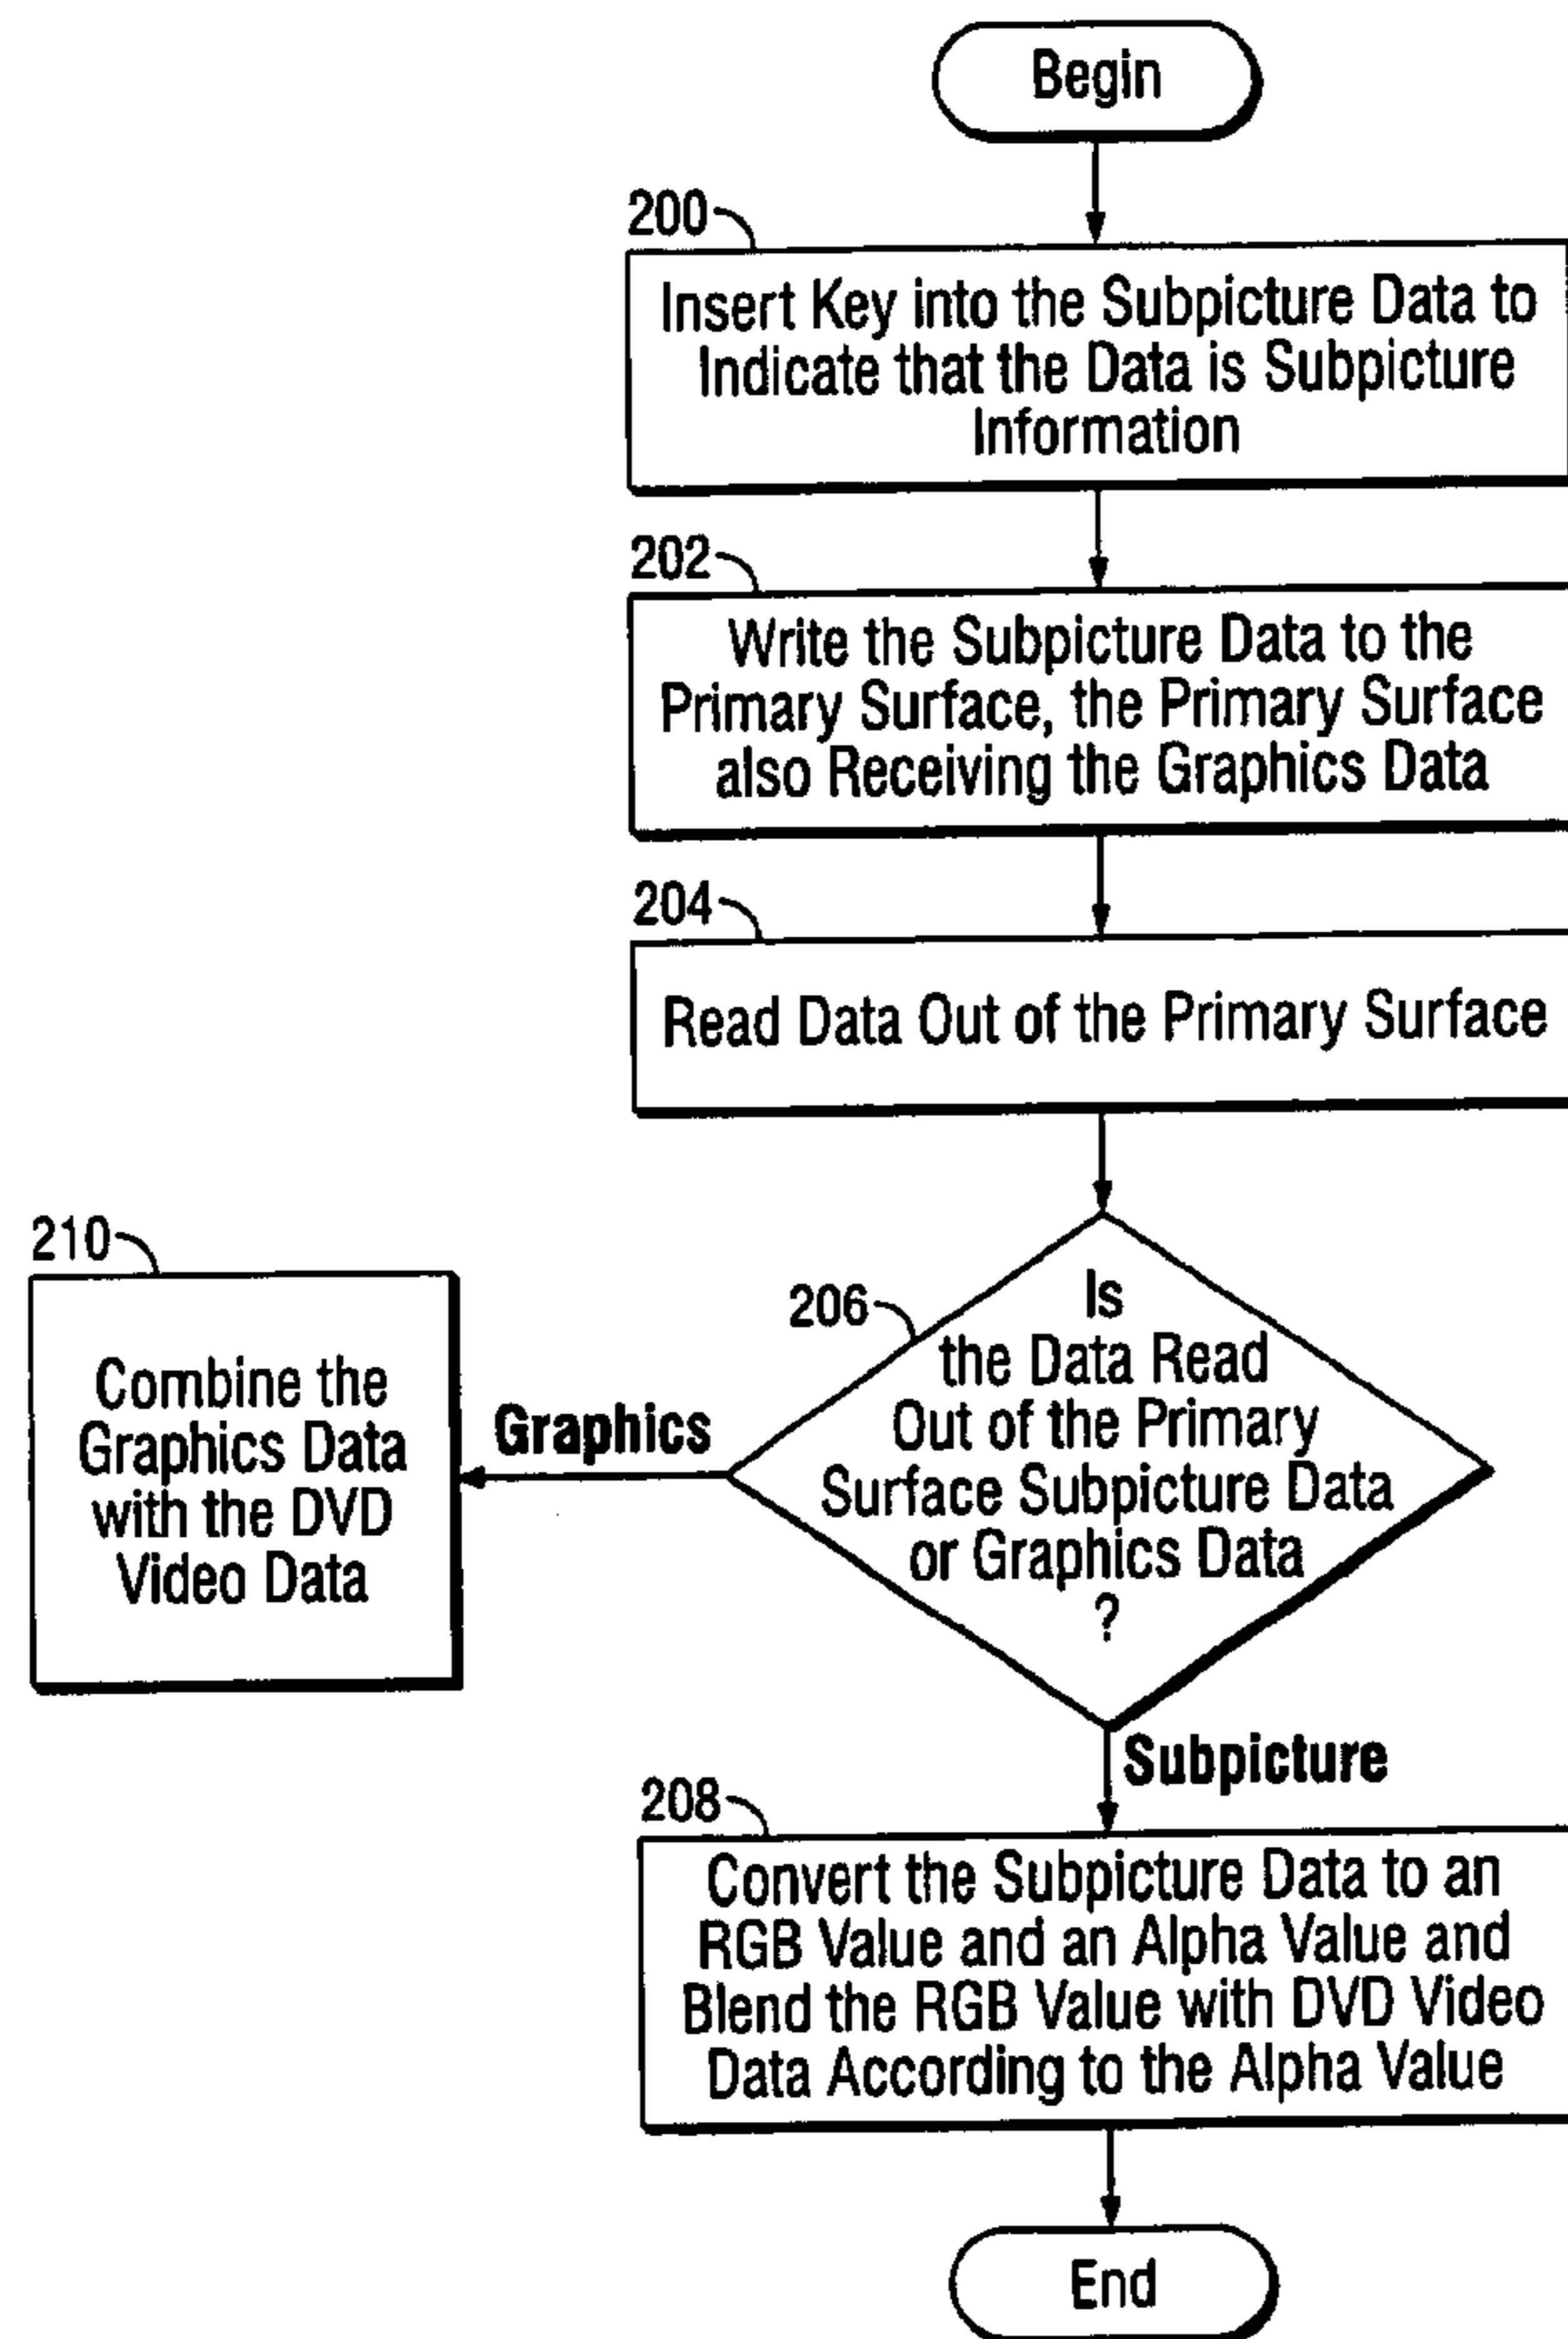 Begin
200
Insert Key into the Subpicture Data to
Indicate that the Data is Subpicture
Information
202
Write the Subpicture Data to the
Primary Surface, the Primary Surface
also Receiving the Graphics Data
204
Read Data Out of the Primary Surface
206
Is
the Data Read
Out of the Primary
Surface Subpicture Data
or Graphics Data
?
Graphics
210
Combine the
Graphics Data
with the DVD
Video Data
Subpicture
208
Convert the Subpicture Data to an
RGB Value and an Alpha Value and
Blend the RGB Value with DVD Video
Data According to the Alpha Value
End